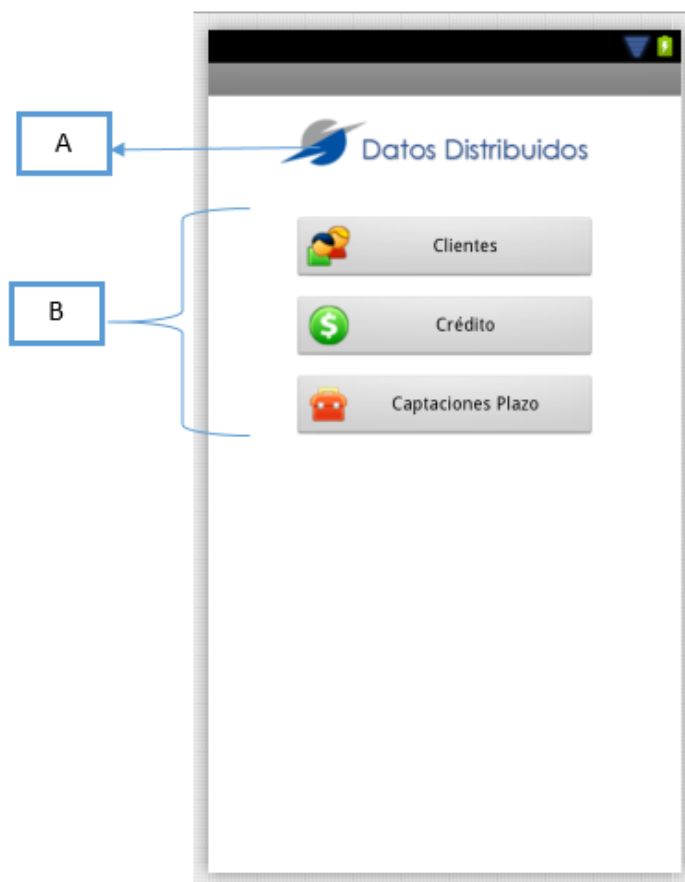 A
Datos Distribuidos
B
Clientes
$
Crédito
Captaciones Plazo